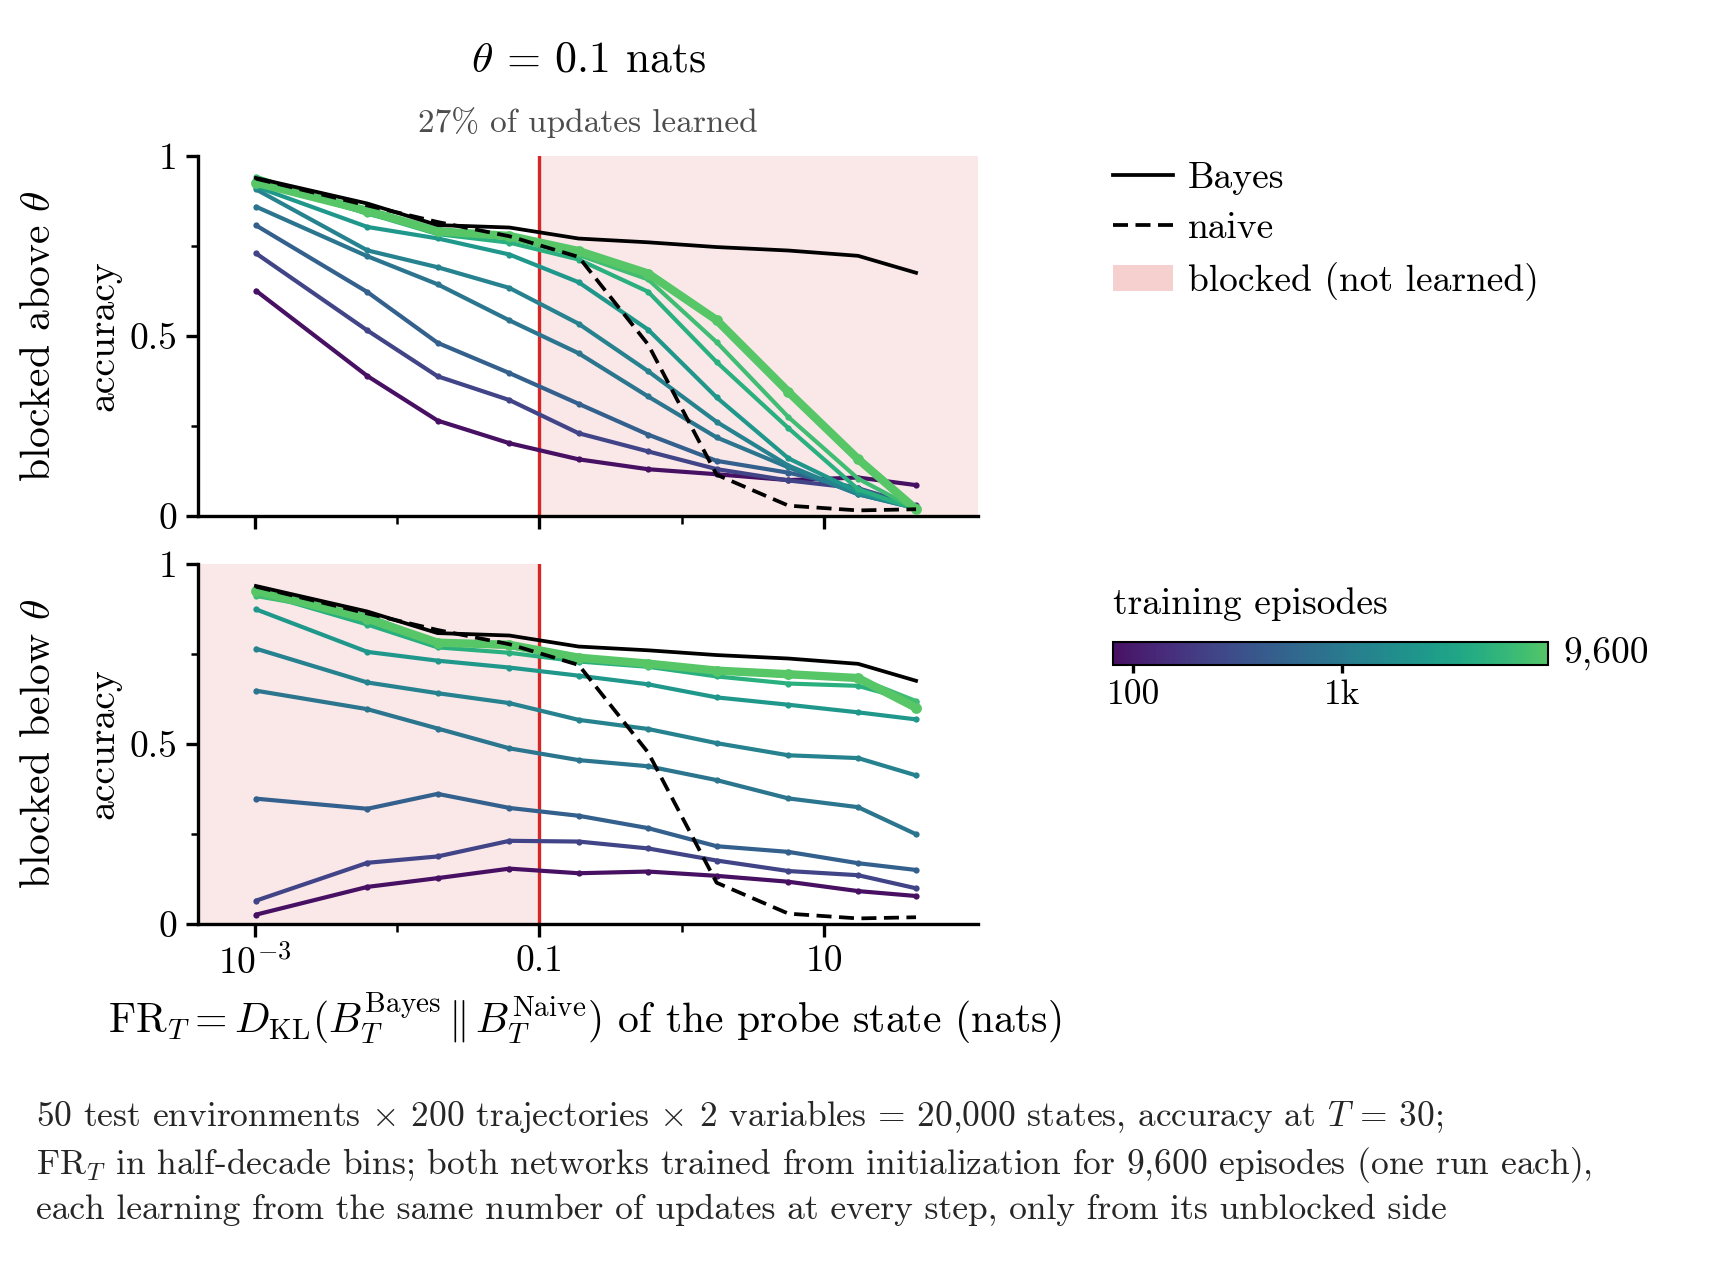 θ = 0.1 nats
27% of updates learned
blocked above θ
accuracy
1
0.5
0
Bayes
naive
blocked (not learned)
blocked below θ
accuracy
1
0.5
0
10⁻³
0.1
10
training episodes
9,600
100
1k
FR_T = D_KL(B_T^Bayes ∥ B_T^Naive) of the probe state (nats)
50 test environments × 200 trajectories × 2 variables = 20,000 states, accuracy at T = 30;
FR_T in half-decade bins; both networks trained from initialization for 9,600 episodes (one run each),
each learning from the same number of updates at every step, only from its unblocked side